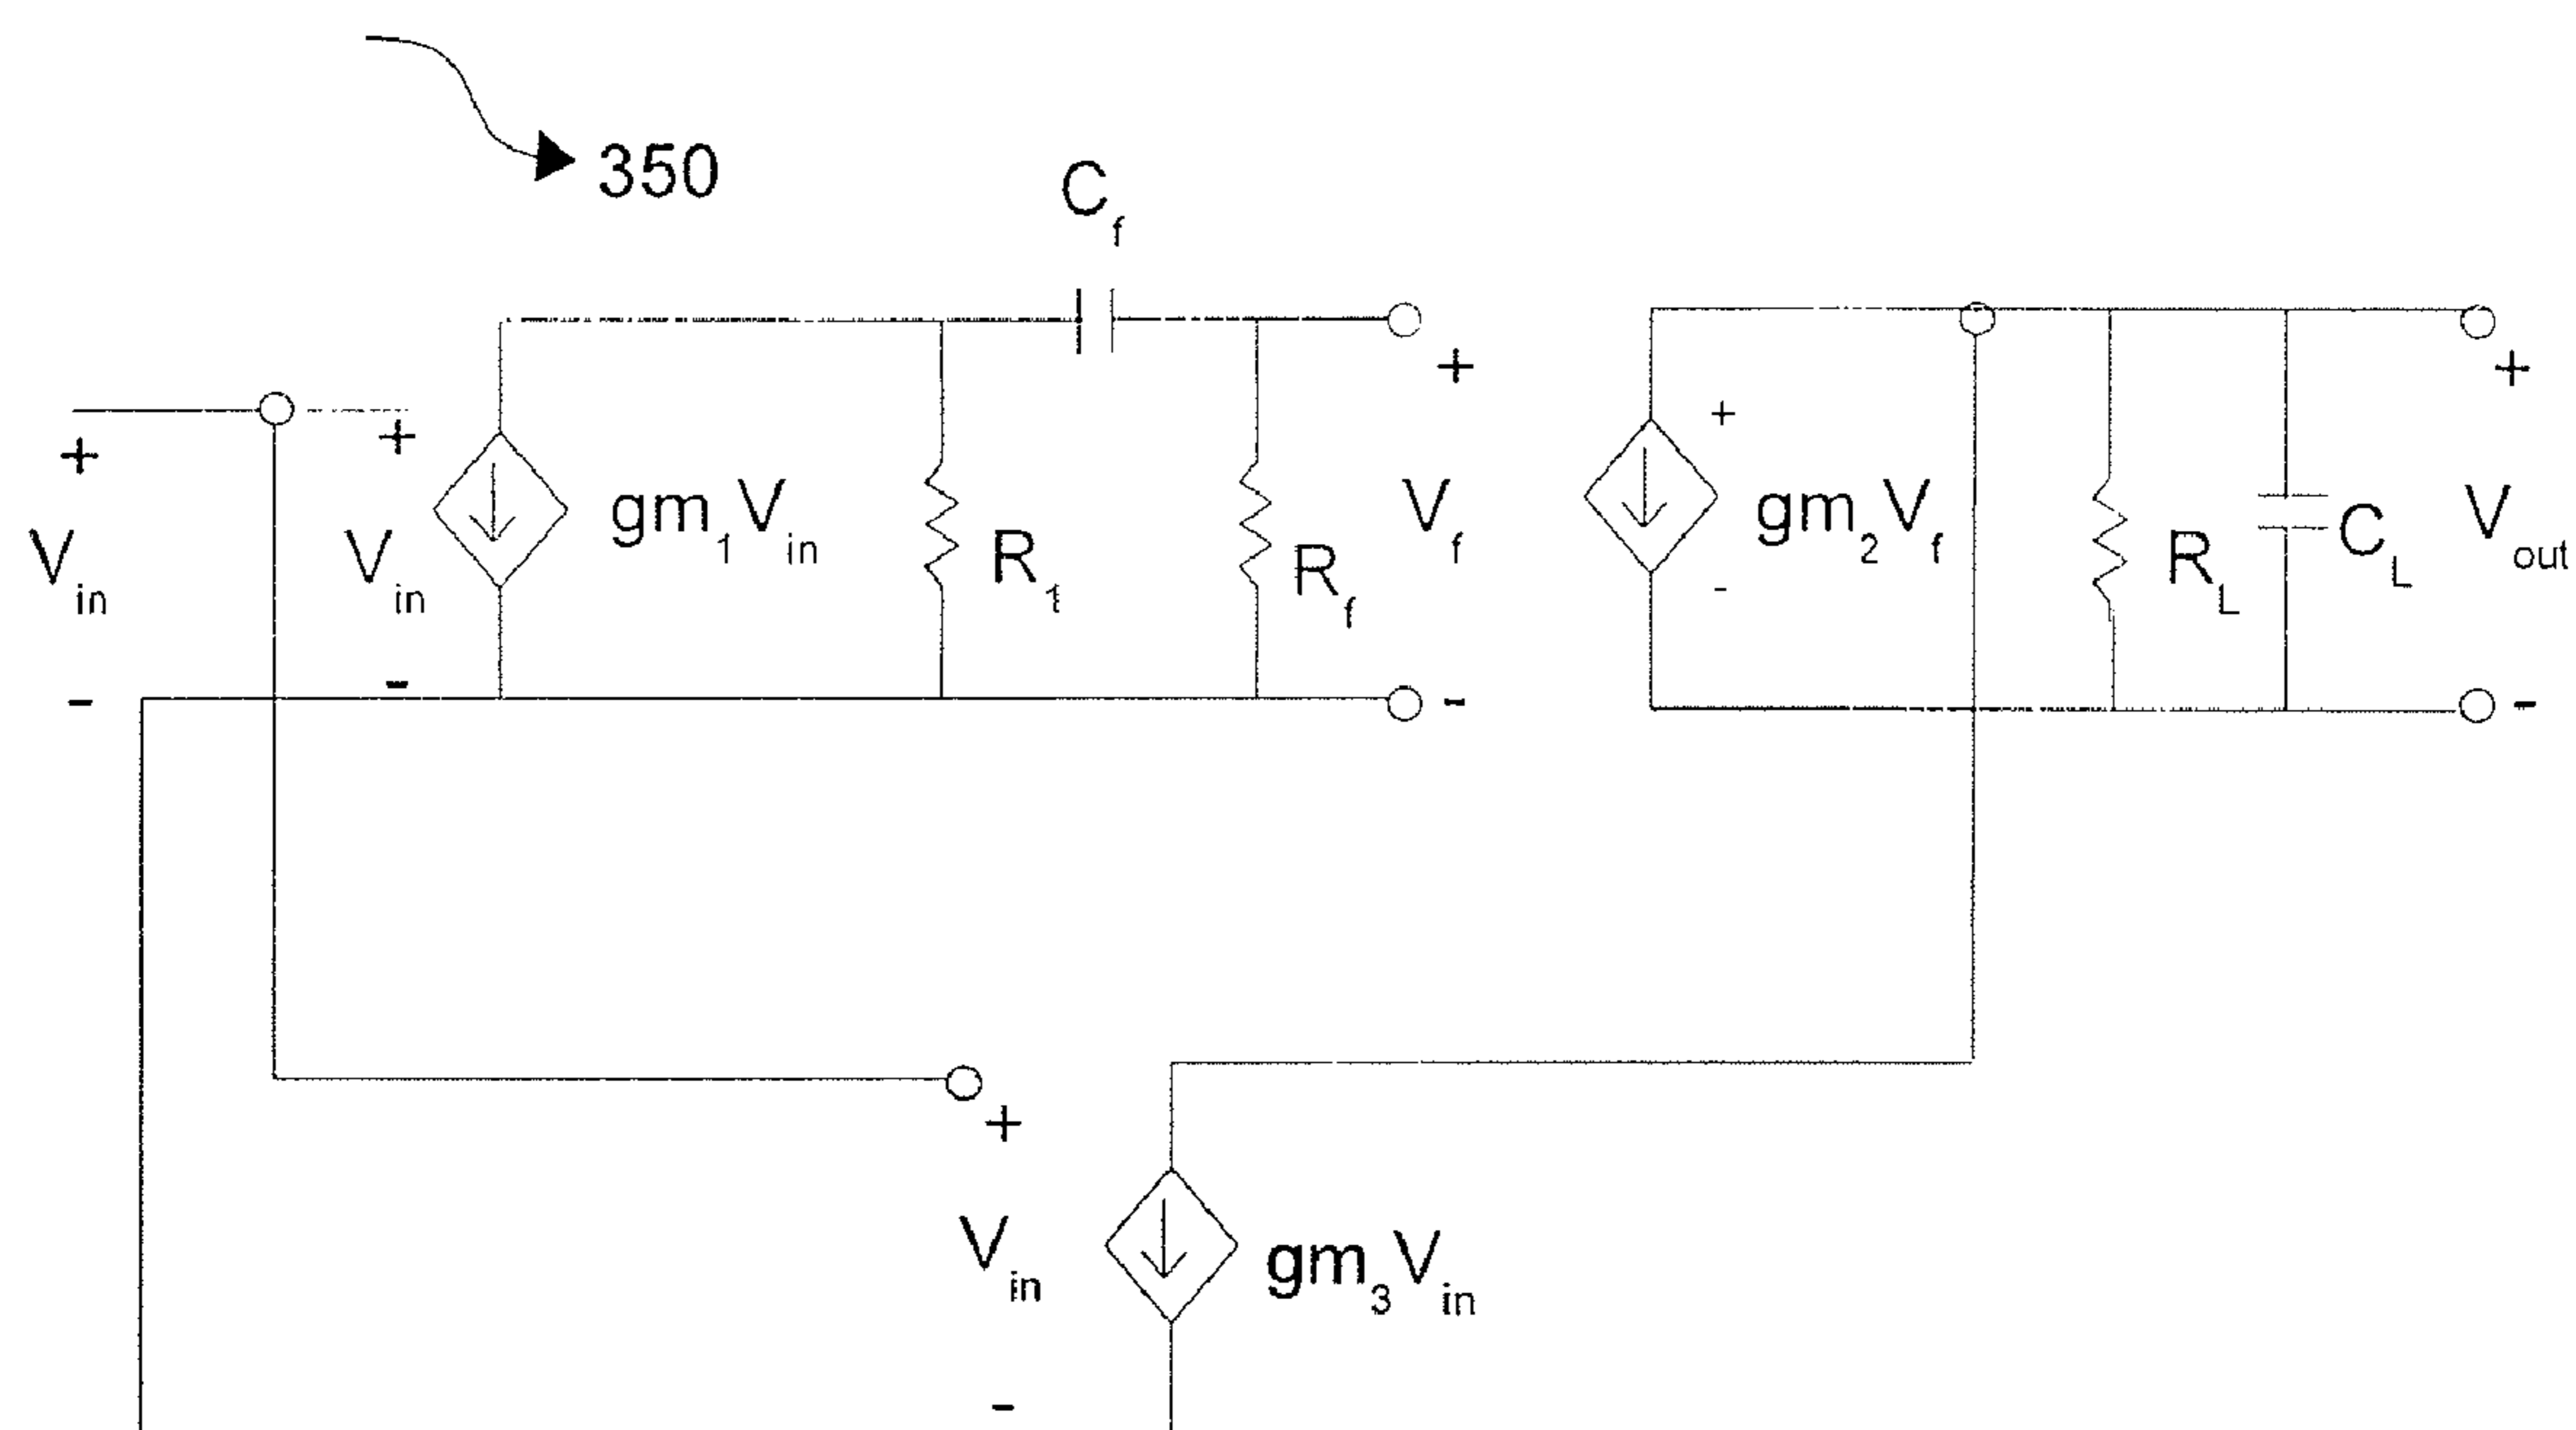 350
C_f
+
+
+
+
+
V_in
V_in
gm_1V_in
R_1
R_f
V_f
gm_2V_f
R_L
C_L
V_out
-
-
-
-
-
+
V_in
gm_3V_in
-